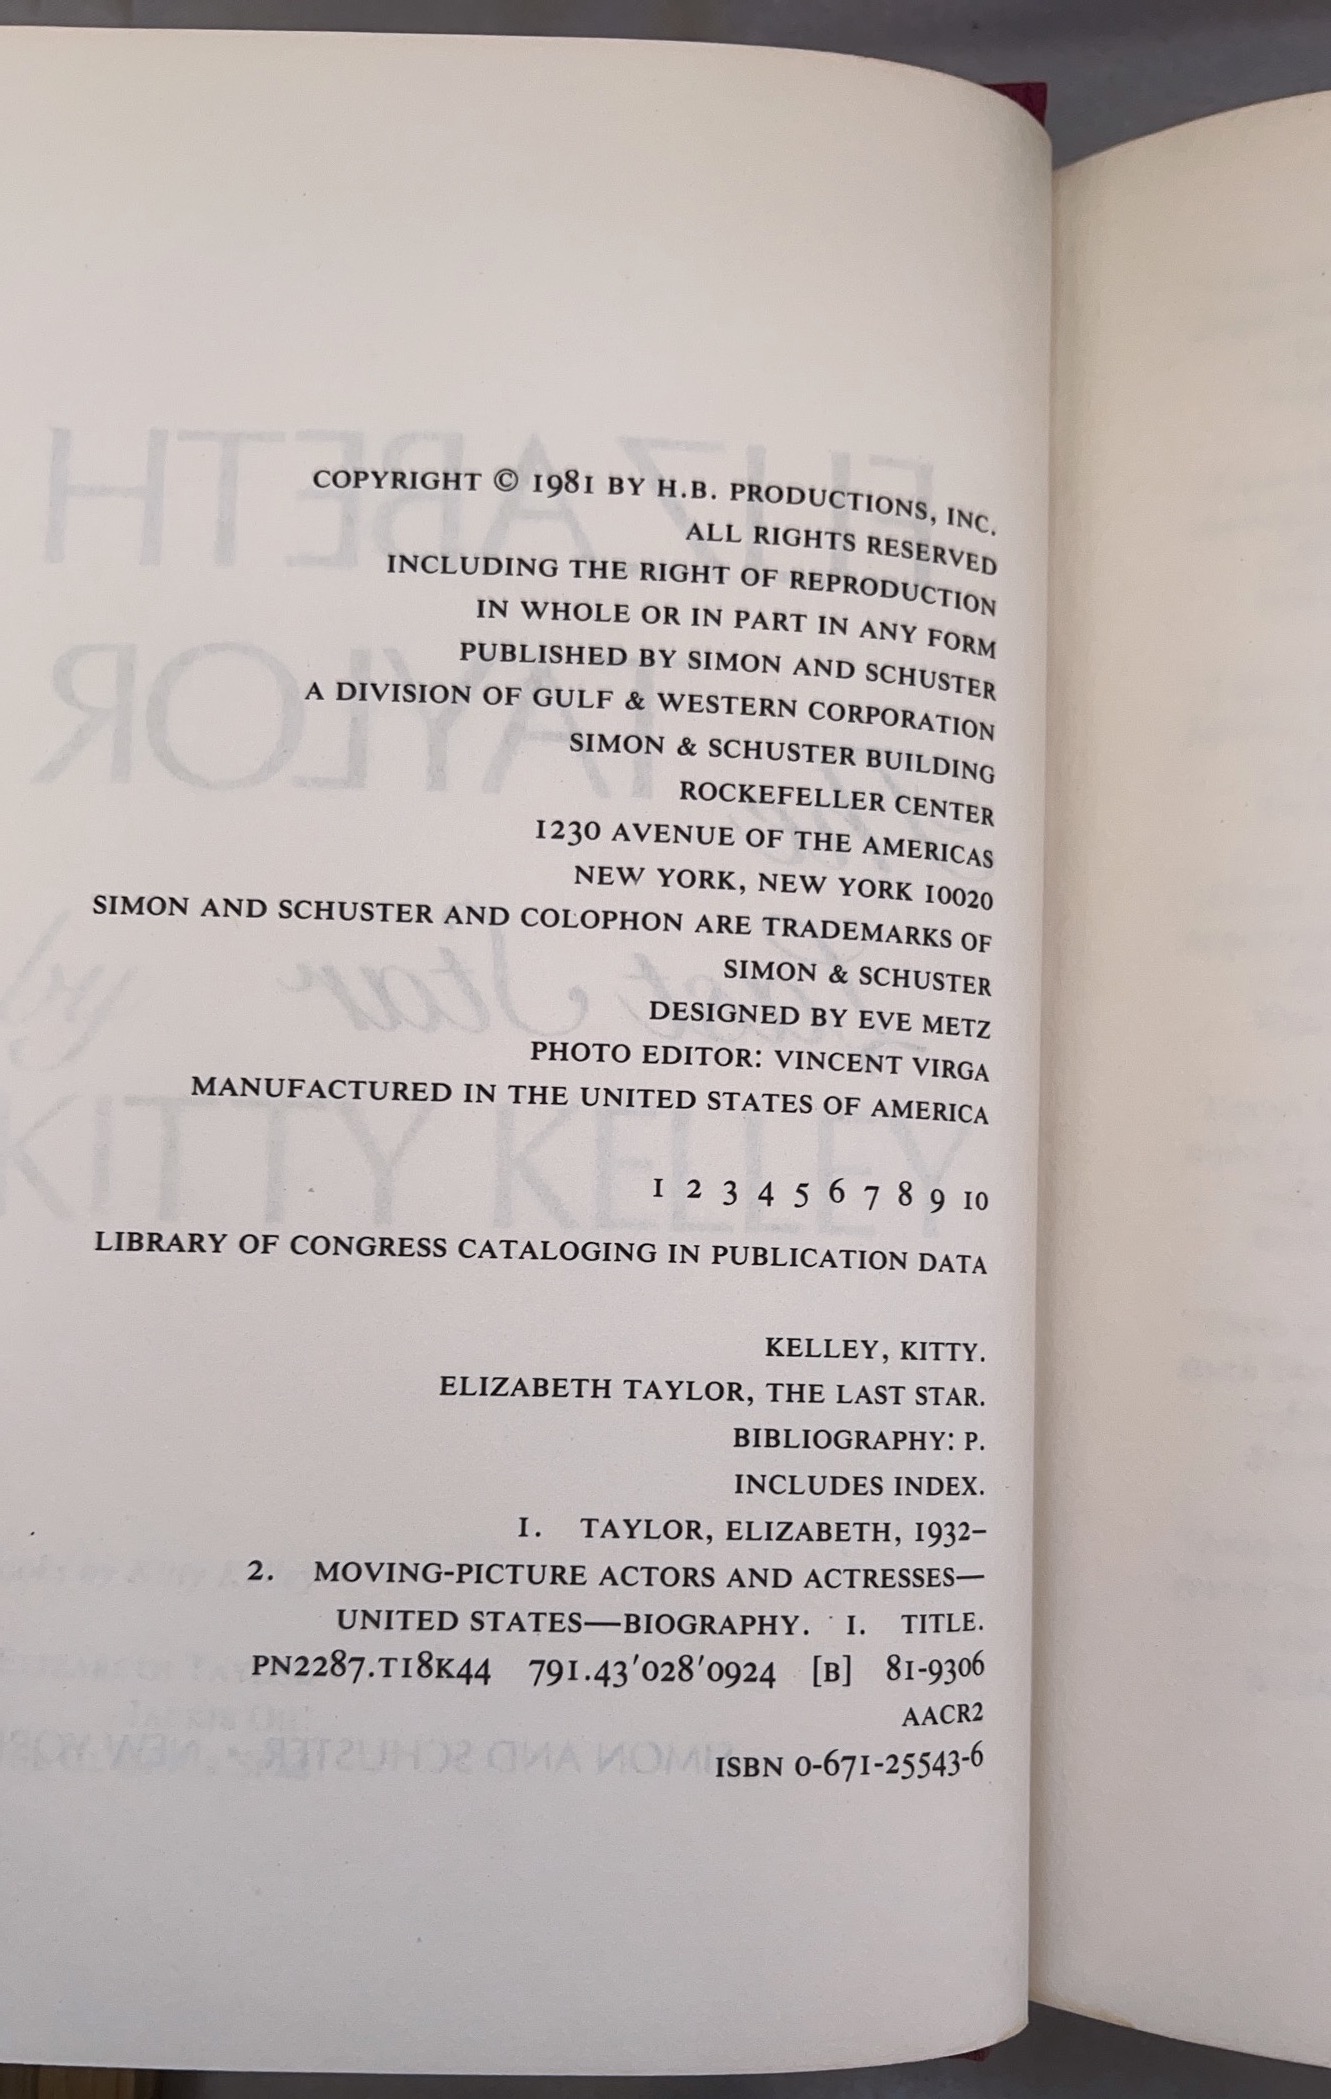 COPYRIGHT © 1981 BY H.B. PRODUCTIONS, INC.
ALL RIGHTS RESERVED
INCLUDING THE RIGHT OF REPRODUCTION
IN WHOLE OR IN PART IN ANY FORM
PUBLISHED BY SIMON AND SCHUSTER
A DIVISION OF GULF & WESTERN CORPORATION
SIMON & SCHUSTER BUILDING
ROCKEFELLER CENTER
1230 AVENUE OF THE AMERICAS
NEW YORK, NEW YORK 10020
SIMON AND SCHUSTER AND COLOPHON ARE TRADEMARKS OF
SIMON & SCHUSTER
DESIGNED BY EVE METZ
PHOTO EDITOR: VINCENT VIRGA
MANUFACTURED IN THE UNITED STATES OF AMERICA
1 2 3 4 5 6 7 8 9 10
LIBRARY OF CONGRESS CATALOGING IN PUBLICATION DATA
KELLEY, KITTY.
ELIZABETH TAYLOR, THE LAST STAR.
BIBLIOGRAPHY: P.
INCLUDES INDEX.
1. TAYLOR, ELIZABETH, 1932–
2. MOVING-PICTURE ACTORS AND ACTRESSES—
UNITED STATES—BIOGRAPHY. I. TITLE.
PN2287.T18K44 791.43'028'0924 [B] 81-9306
AACR2
ISBN 0-671-25543-6